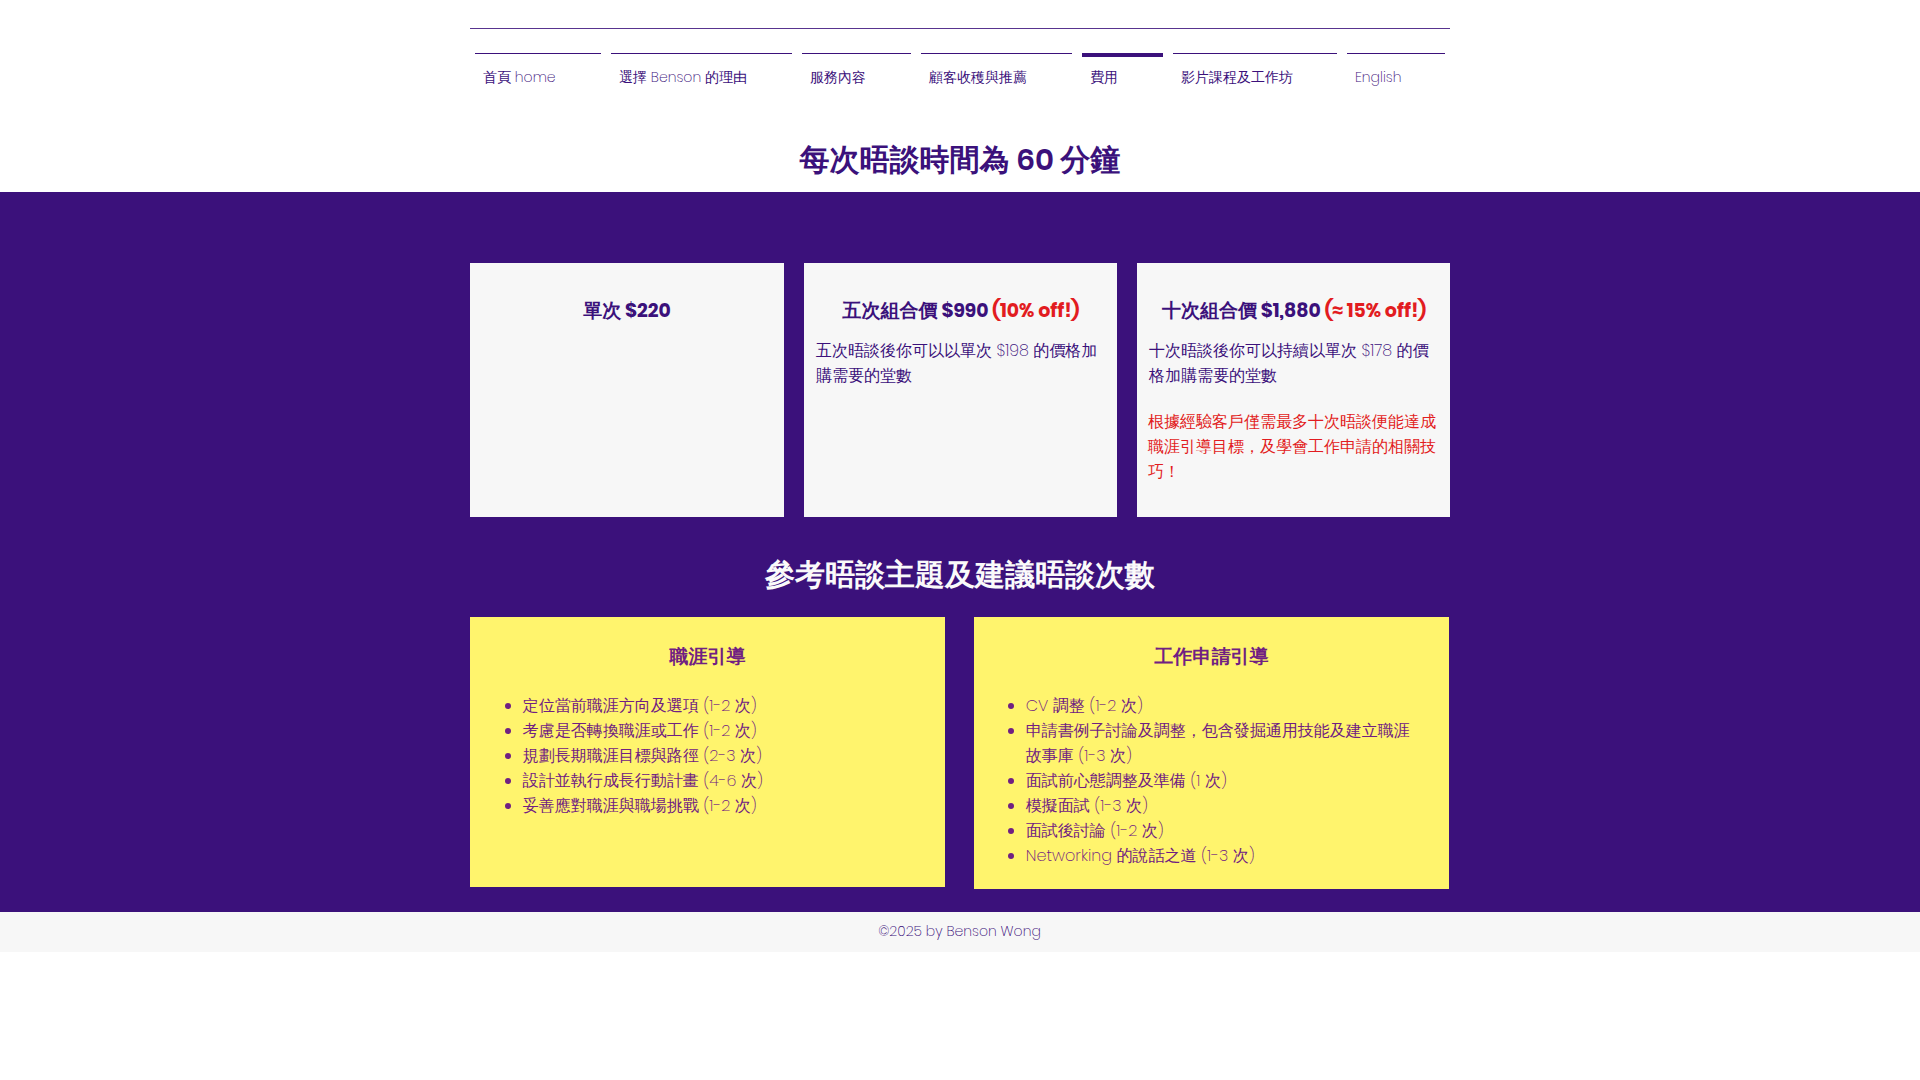 首頁 home
選擇 Benson 的理由
服務內容
顧客收穫與推薦
費用
影片課程及工作坊
English
每次晤談時間為 60 分鐘
單次 $220
五次組合價 $990 (10% off!)
五次晤談後你可以以單次 $198 的價格加
購需要的堂數
十次組合價 $1,880 (≈ 15% off!)
十次晤談後你可以持續以單次 $178 的價
格加購需要的堂數
根據經驗客戶僅需最多十次晤談便能達成
職涯引導目標，及學會工作申請的相關技
巧！
參考晤談主題及建議晤談次數
職涯引導
• 定位當前職涯方向及選項 (1-2 次)
• 考慮是否轉換職涯或工作 (1-2 次)
• 規劃長期職涯目標與路徑 (2-3 次)
• 設計並執行成長行動計畫 (4-6 次)
• 妥善應對職涯與職場挑戰 (1-2 次)
工作申請引導
• CV 調整 (1-2 次)
• 申請書例子討論及調整，包含發掘通用技能及建立職涯
故事庫 (1-3 次)
• 面試前心態調整及準備 (1 次)
• 模擬面試 (1-3 次)
• 面試後討論 (1-2 次)
• Networking 的說話之道 (1-3 次)
©2025 by Benson Wong